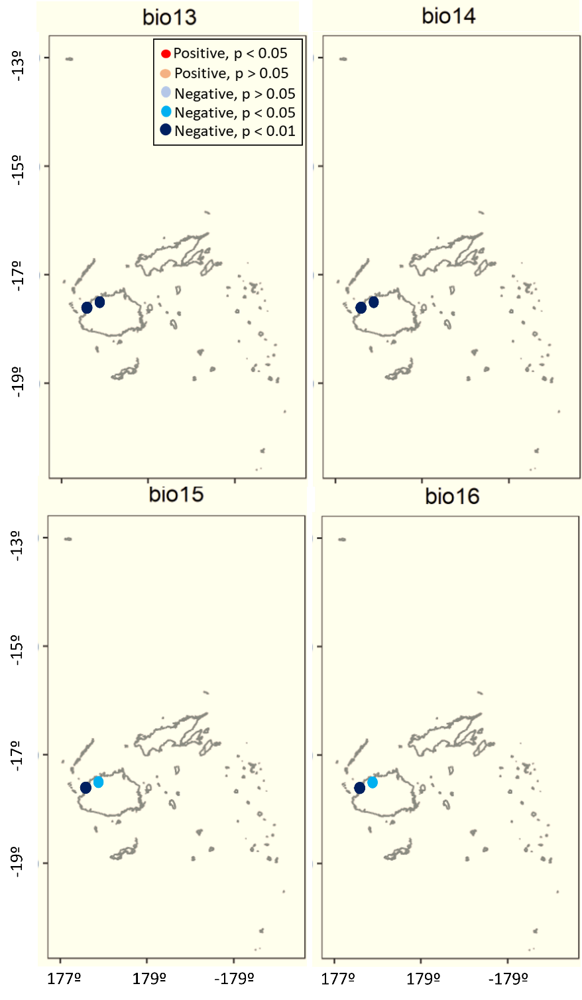 bio13
bio14
Positive, p < 0.05
Positive, p > 0.05
Negative, p > 0.05
Negative, p < 0.05
Negative, p < 0.01
-13º
-15º
-17º
-19º
bio15
bio16
-13º
-15º
-17º
-19º
177º 179º -179º 177º 179º -179º